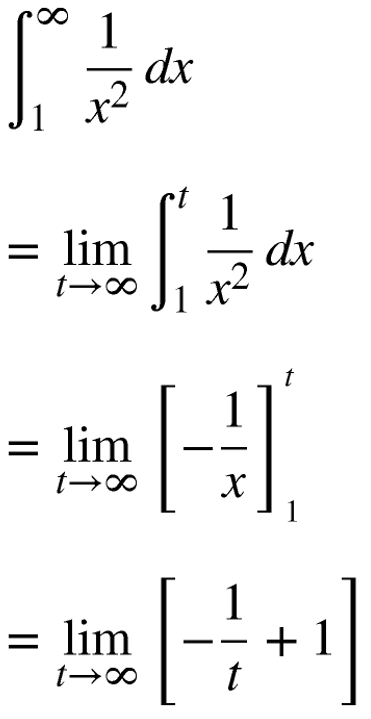 ∫₁^∞ 1/x² dx
= lim_{t→∞} ∫₁^t 1/x² dx
= lim_{t→∞} [−1/x]₁^t
= lim_{t→∞} [−1/t + 1]